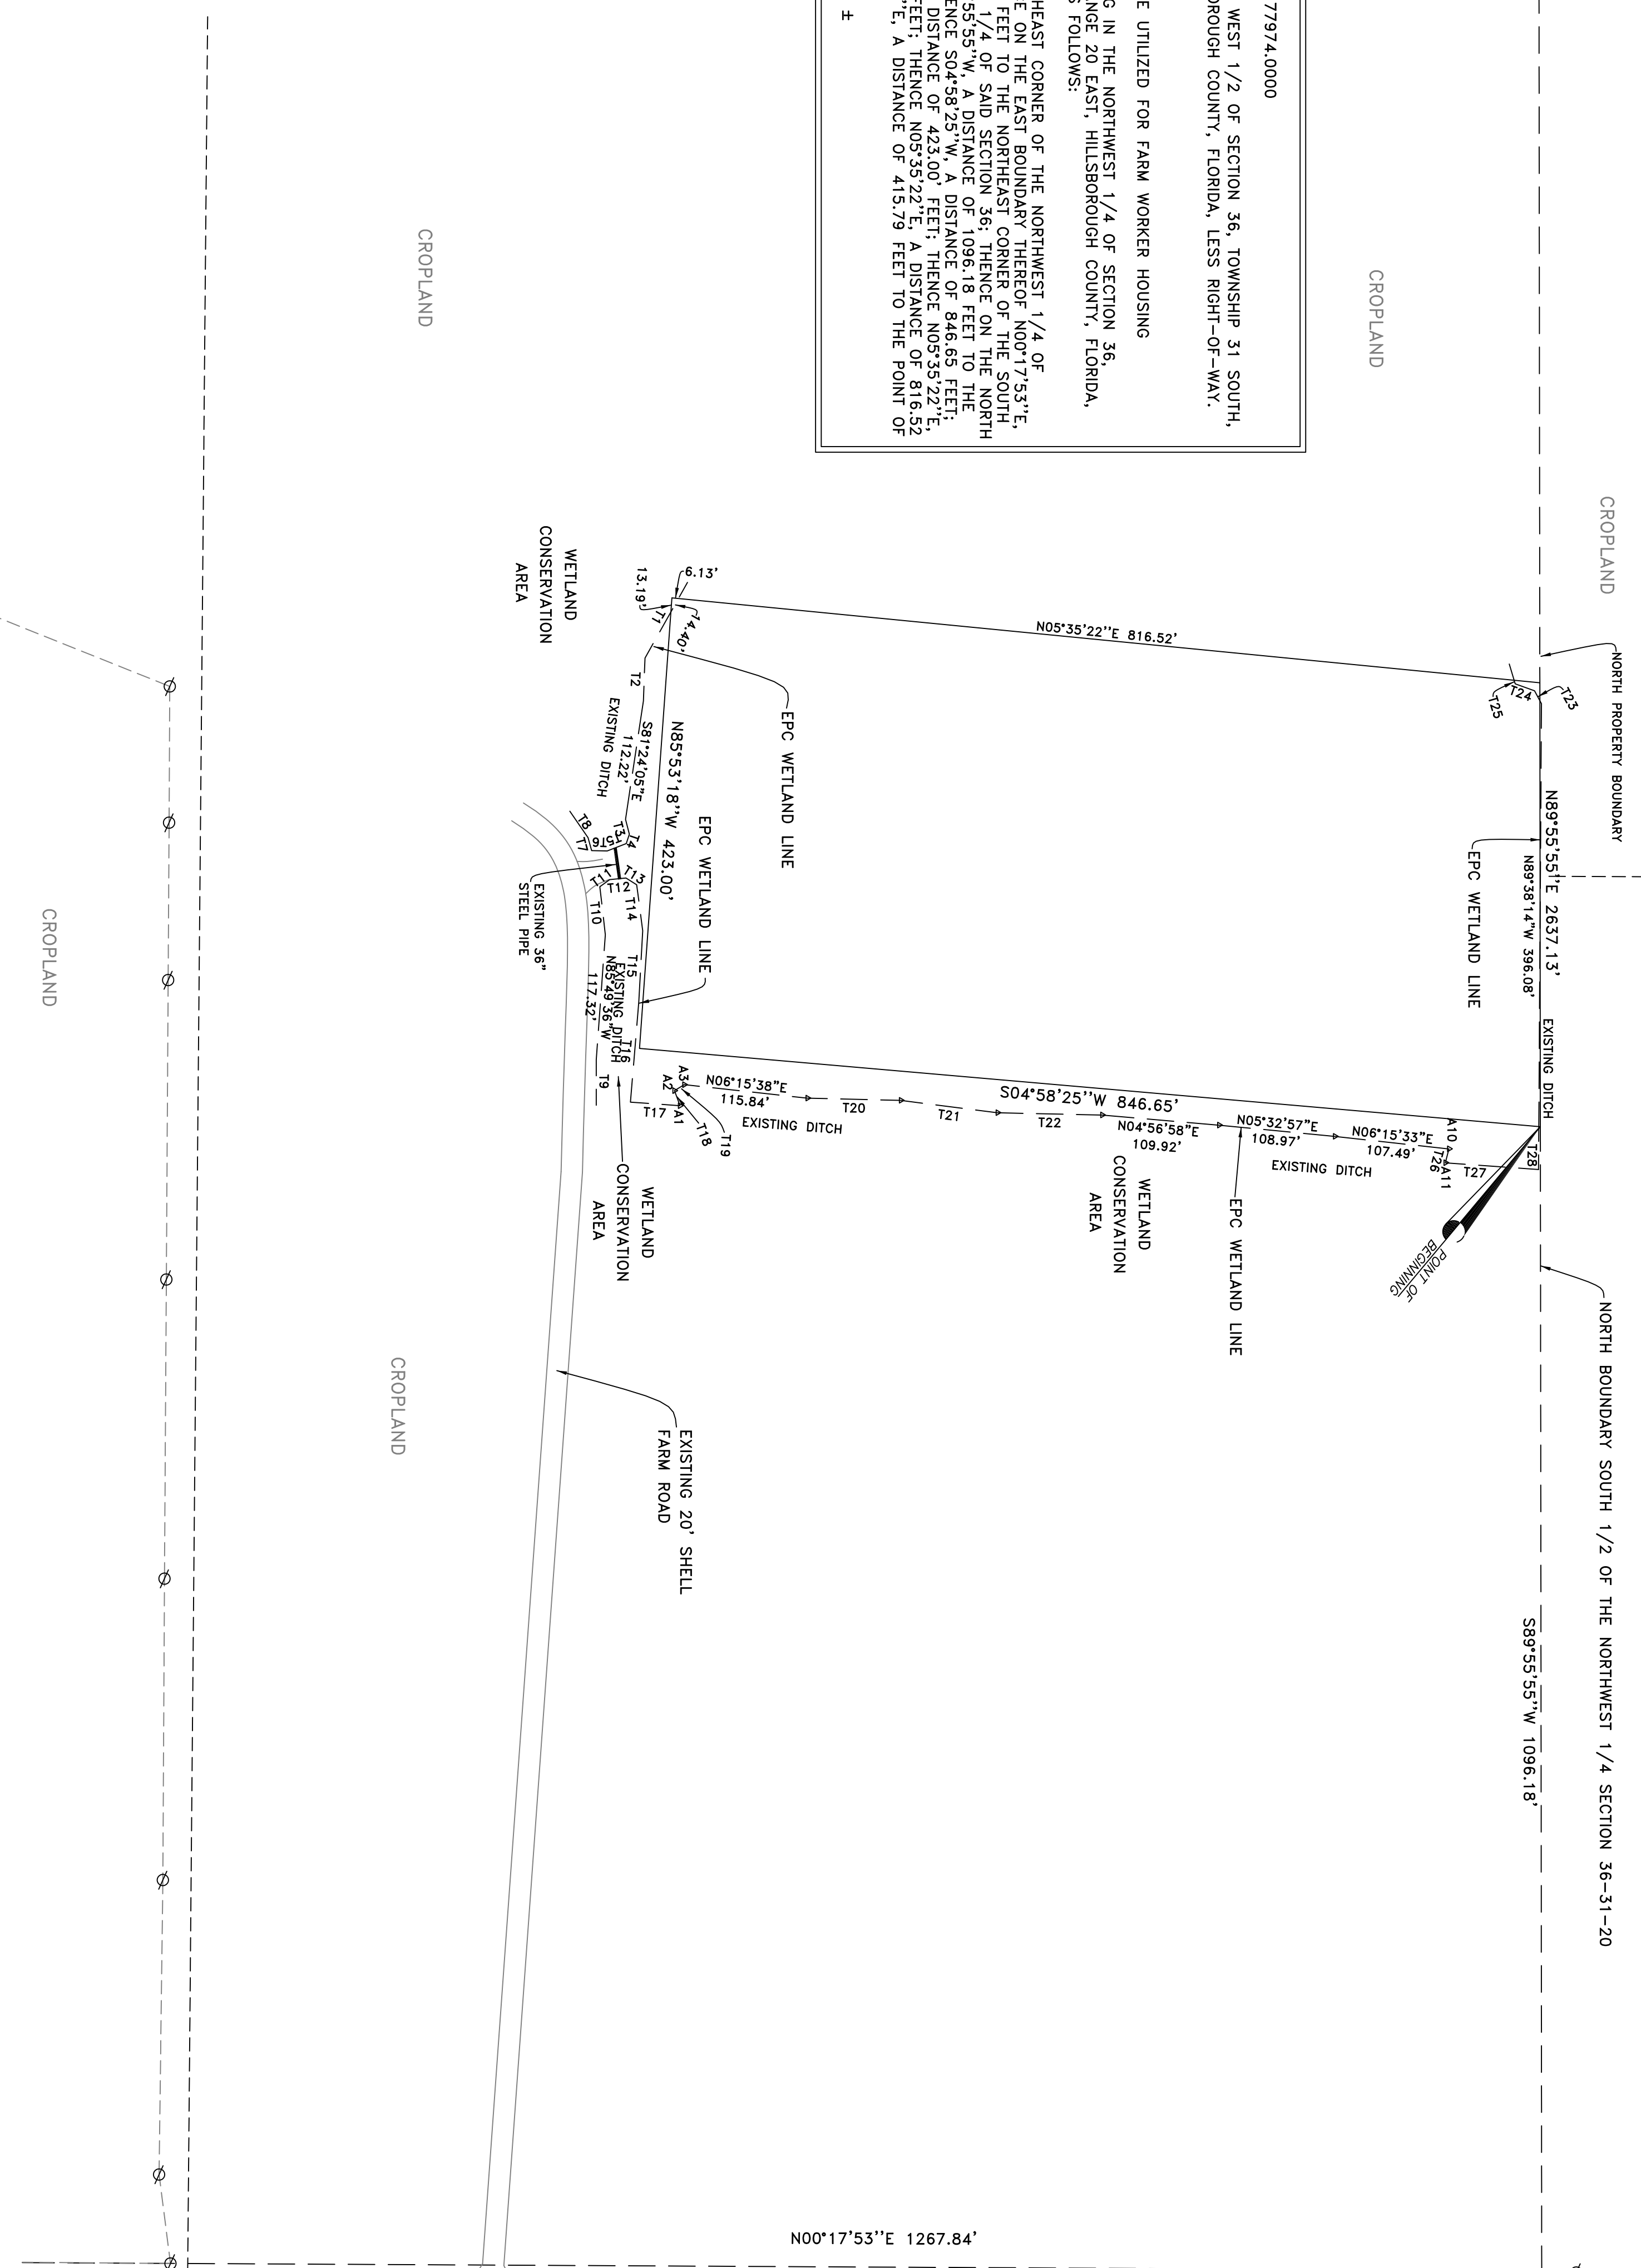 77974.0000
WEST 1/2 OF SECTION 36, TOWNSHIP 31 SOUTH,
OROUGH COUNTY, FLORIDA, LESS RIGHT-OF-WAY.
E UTILIZED FOR FARM WORKER HOUSING
G IN THE NORTHWEST 1/4 OF SECTION 36,
NGE 20 EAST, HILLSBOROUGH COUNTY, FLORIDA,
S FOLLOWS:
HEAST CORNER OF THE NORTHWEST 1/4 OF
E ON THE EAST BOUNDARY THEREOF N00°17'53''E,
FEET TO THE NORTHEAST CORNER OF THE SOUTH
1/4 OF SAID SECTION 36; THENCE ON THE NORTH
'55'55''W, A DISTANCE OF 1096.18 FEET TO THE
ENCE S04°58'25''W, A DISTANCE OF 846.65 FEET;
DISTANCE OF 423.00' FEET; THENCE N05°35'22''E,
FEET; THENCE N05°35'22''E, A DISTANCE OF 816.52
''E, A DISTANCE OF 415.79 FEET TO THE POINT OF
±
CROPLAND
CROPLAND
CROPLAND
CROPLAND
CROPLAND
NORTH PROPERTY BOUNDARY
N89°55'55''E 2637.13'
N89°38'14"W 396.08'
EPC WETLAND LINE
EXISTING DITCH
NORTH BOUNDARY SOUTH 1/2 OF THE NORTHWEST 1/4 SECTION 36-31-20
S89°55'55''W 1096.18'
T23
T24
T25
N05°35'22''E 816.52'
6.13'
14.40'
13.19'
T1
T2
EPC WETLAND LINE
WETLAND
CONSERVATION
AREA
N85°53'18''W 423.00'
S81°24'05"E
112.22'
EXISTING DITCH
EPC WETLAND LINE
T3
T4
T5
T6
T7
T8
T11
T12
T13
T14
T10
T15
T16
EXISTING 36"
STEEL PIPE
EXISTING DITCH
N85°49'36"W
117.32'
T9
T17
A1
A2
A3
T18
T19
N06°15'38"E
115.84'
EXISTING DITCH
T20
T21
T22
S04°58'25''W 846.65'
N04°56'58"E
109.92'
N05°32'57"E
108.97'
N06°15'33"E
107.49'
EXISTING DITCH
A10
T26
A11
T27
T28
POINT OF
BEGINNING
EPC WETLAND LINE
WETLAND
CONSERVATION
AREA
WETLAND
CONSERVATION
AREA
EXISTING 20' SHELL
FARM ROAD
N00°17'53''E 1267.84'